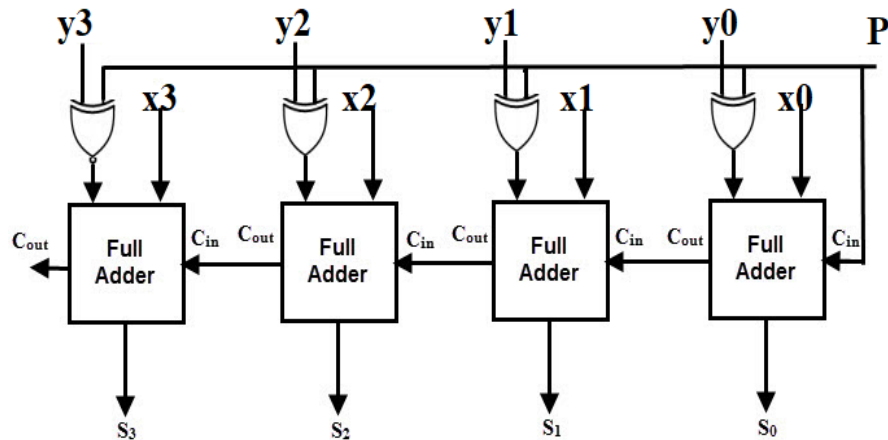 y3 y2 y1 y0 P
x3 x2 x1 x0
Cout Full Adder Cin Cout Full Adder Cin Cout Full Adder Cin Cout Full Adder Cin
S3 S2 S1 S0